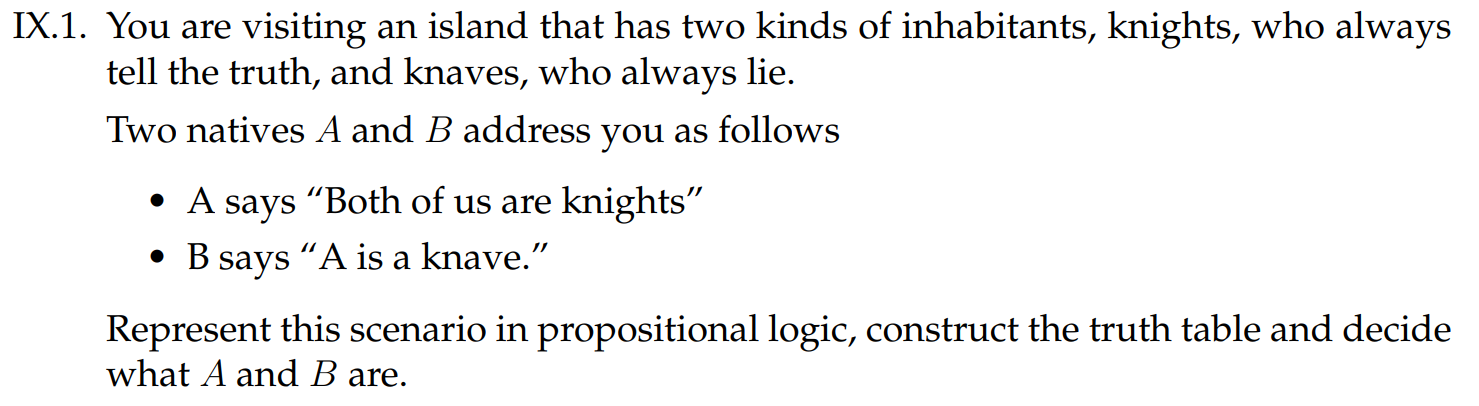 IX.1. You are visiting an island that has two kinds of inhabitants, knights, who always
tell the truth, and knaves, who always lie.
Two natives A and B address you as follows
• A says “Both of us are knights”
• B says “A is a knave.”
Represent this scenario in propositional logic, construct the truth table and decide
what A and B are.